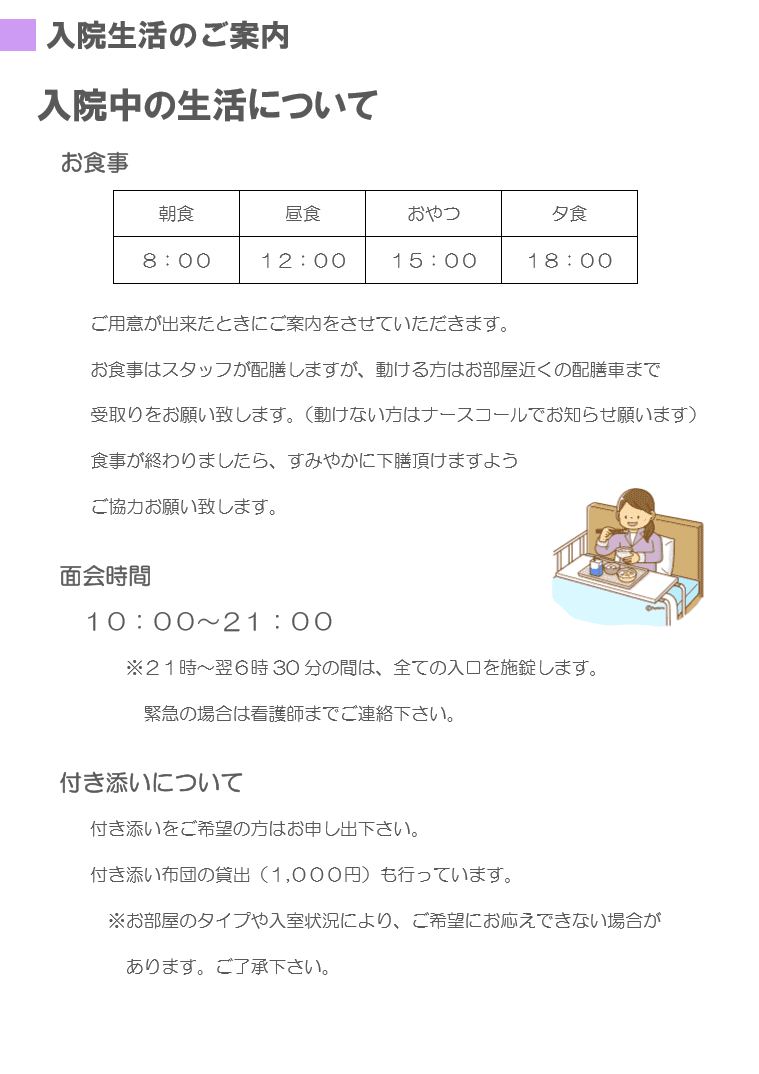 入院生活のご案内
入院中の生活について
お食事
朝食 昼食 おやつ 夕食
８：００ １２：００ １５：００ １８：００
ご用意が出来たときにご案内をさせていただきます。
お食事はスタッフが配膳しますが、動ける方はお部屋近くの配膳車まで
受取りをお願い致します。（動けない方はナースコールでお知らせ願います）
食事が終わりましたら、すみやかに下膳頂けますよう
ご協力お願い致します。
面会時間
１０：００～２１：００
※２１時～翌６時 30 分の間は、全ての入口を施錠します。
緊急の場合は看護師までご連絡下さい。
付き添いについて
付き添いをご希望の方はお申し出下さい。
付き添い布団の貸出（１,０００円）も行っています。
※お部屋のタイプや入室状況により、ご希望にお応えできない場合が
あります。ご了承下さい。